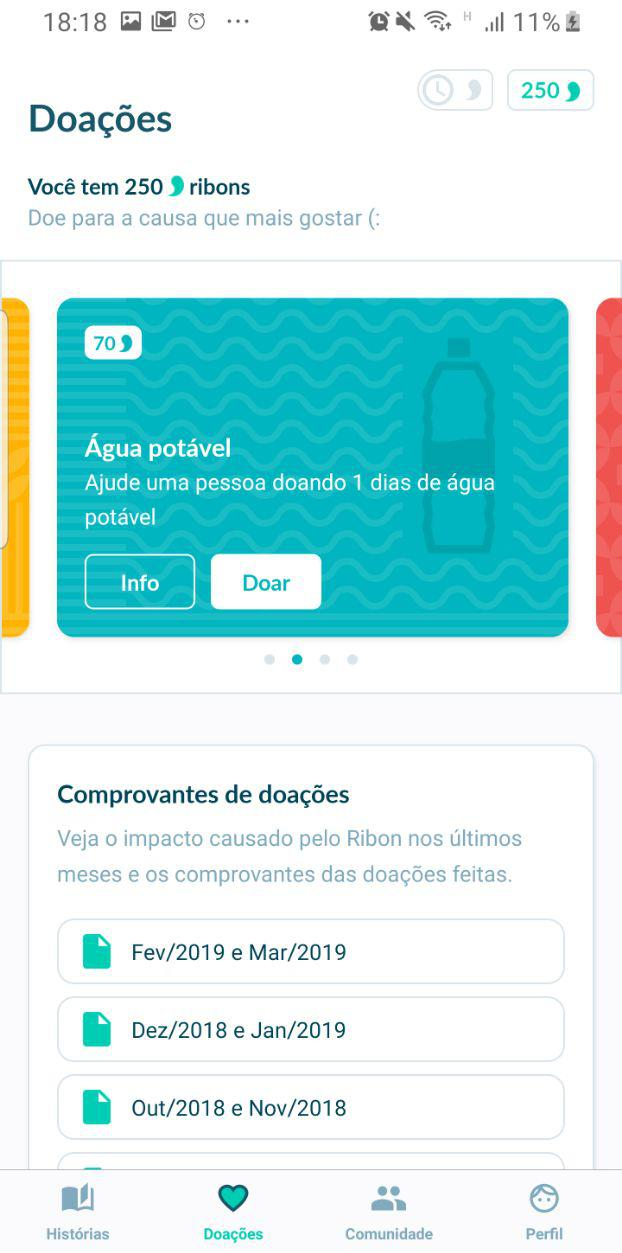 18:18
H
11%
250
Doações
Você tem 250 ribons
Doe para a causa que mais gostar (:
70
Água potável
Ajude uma pessoa doando 1 dias de água
potável
Info
Doar
Comprovantes de doações
Veja o impacto causado pelo Ribon nos últimos
meses e os comprovantes das doações feitas.
Fev/2019 e Mar/2019
Dez/2018 e Jan/2019
Out/2018 e Nov/2018
Histórias
Doações
Comunidade
Perfil